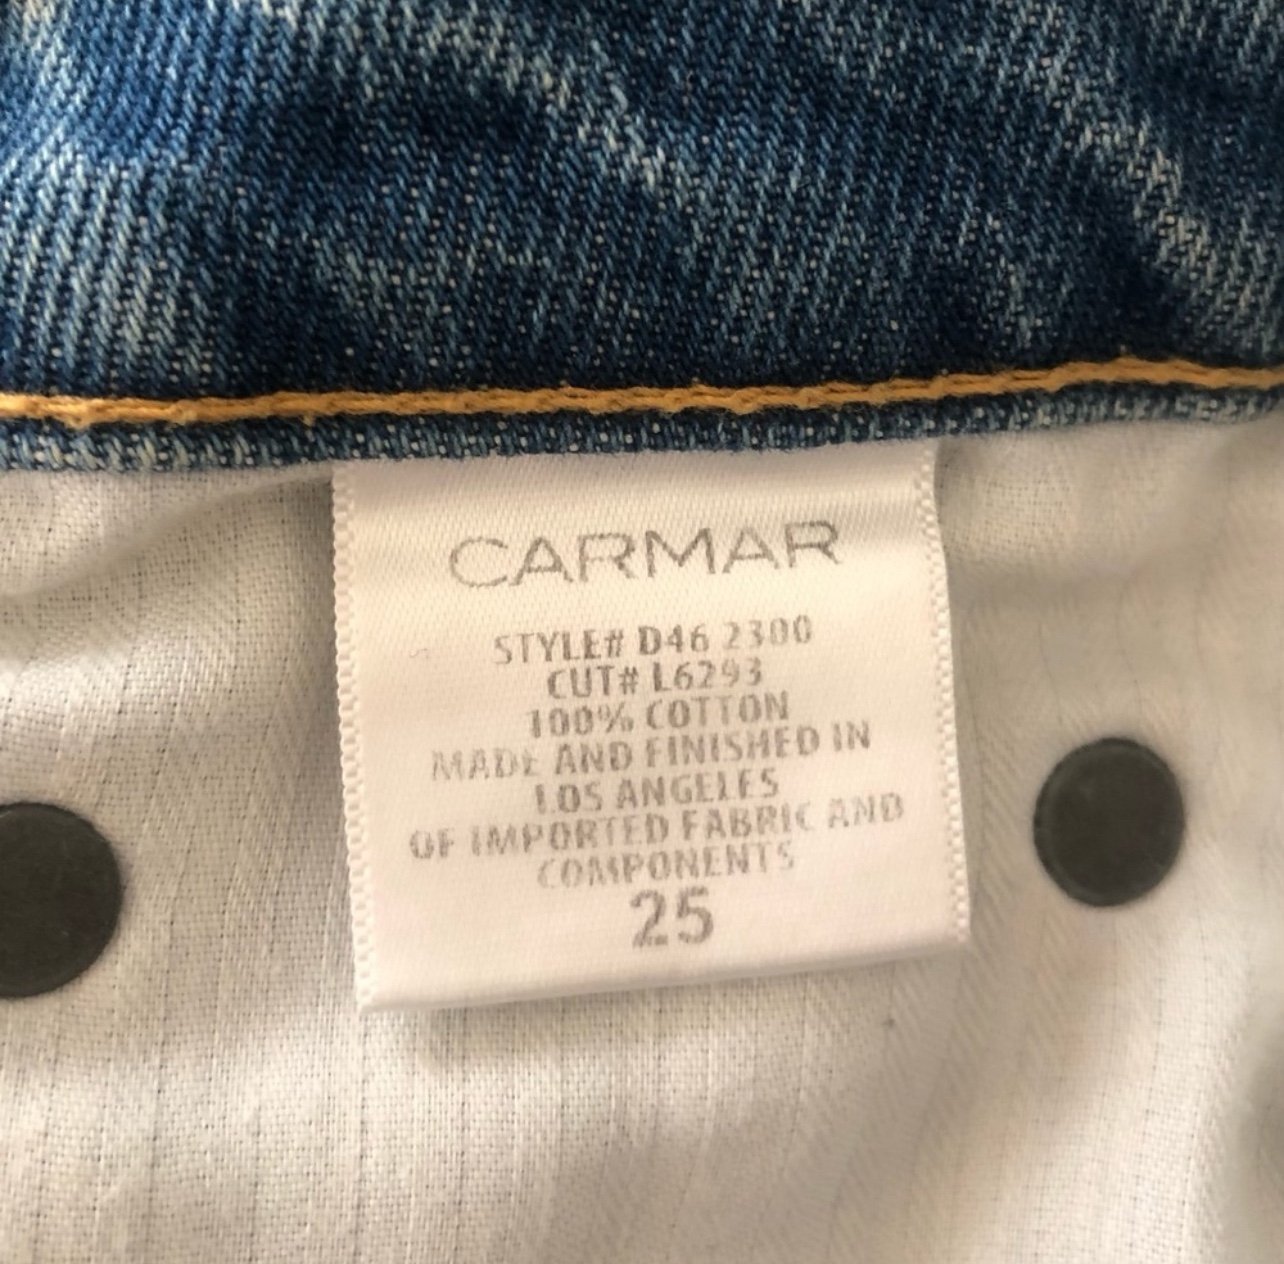 CARMAR
STYLE# D46 2300
CUT# L6293
100% COTTON
MADE AND FINISHED IN
LOS ANGELES
OF IMPORTED FABRIC AND
COMPONENTS
25